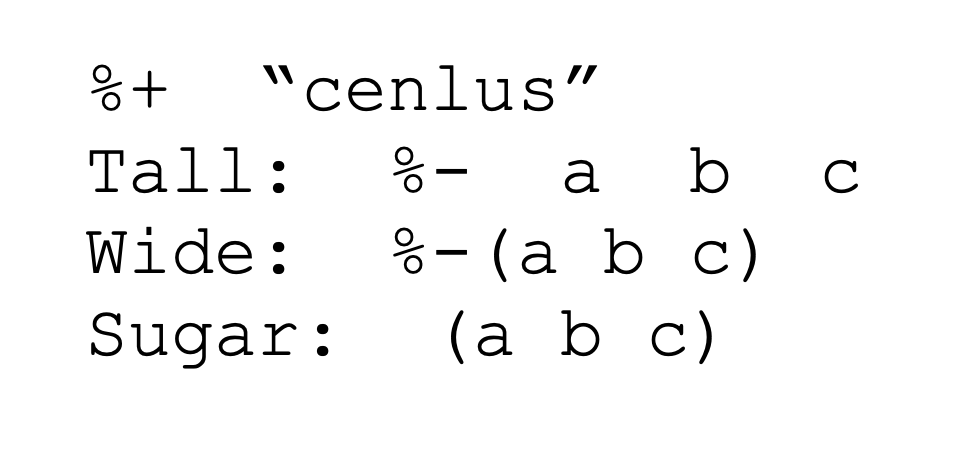 %+  “cenlus”
Tall:  %-  a  b  c
Wide:  %-(a b c)
Sugar:  (a b c)